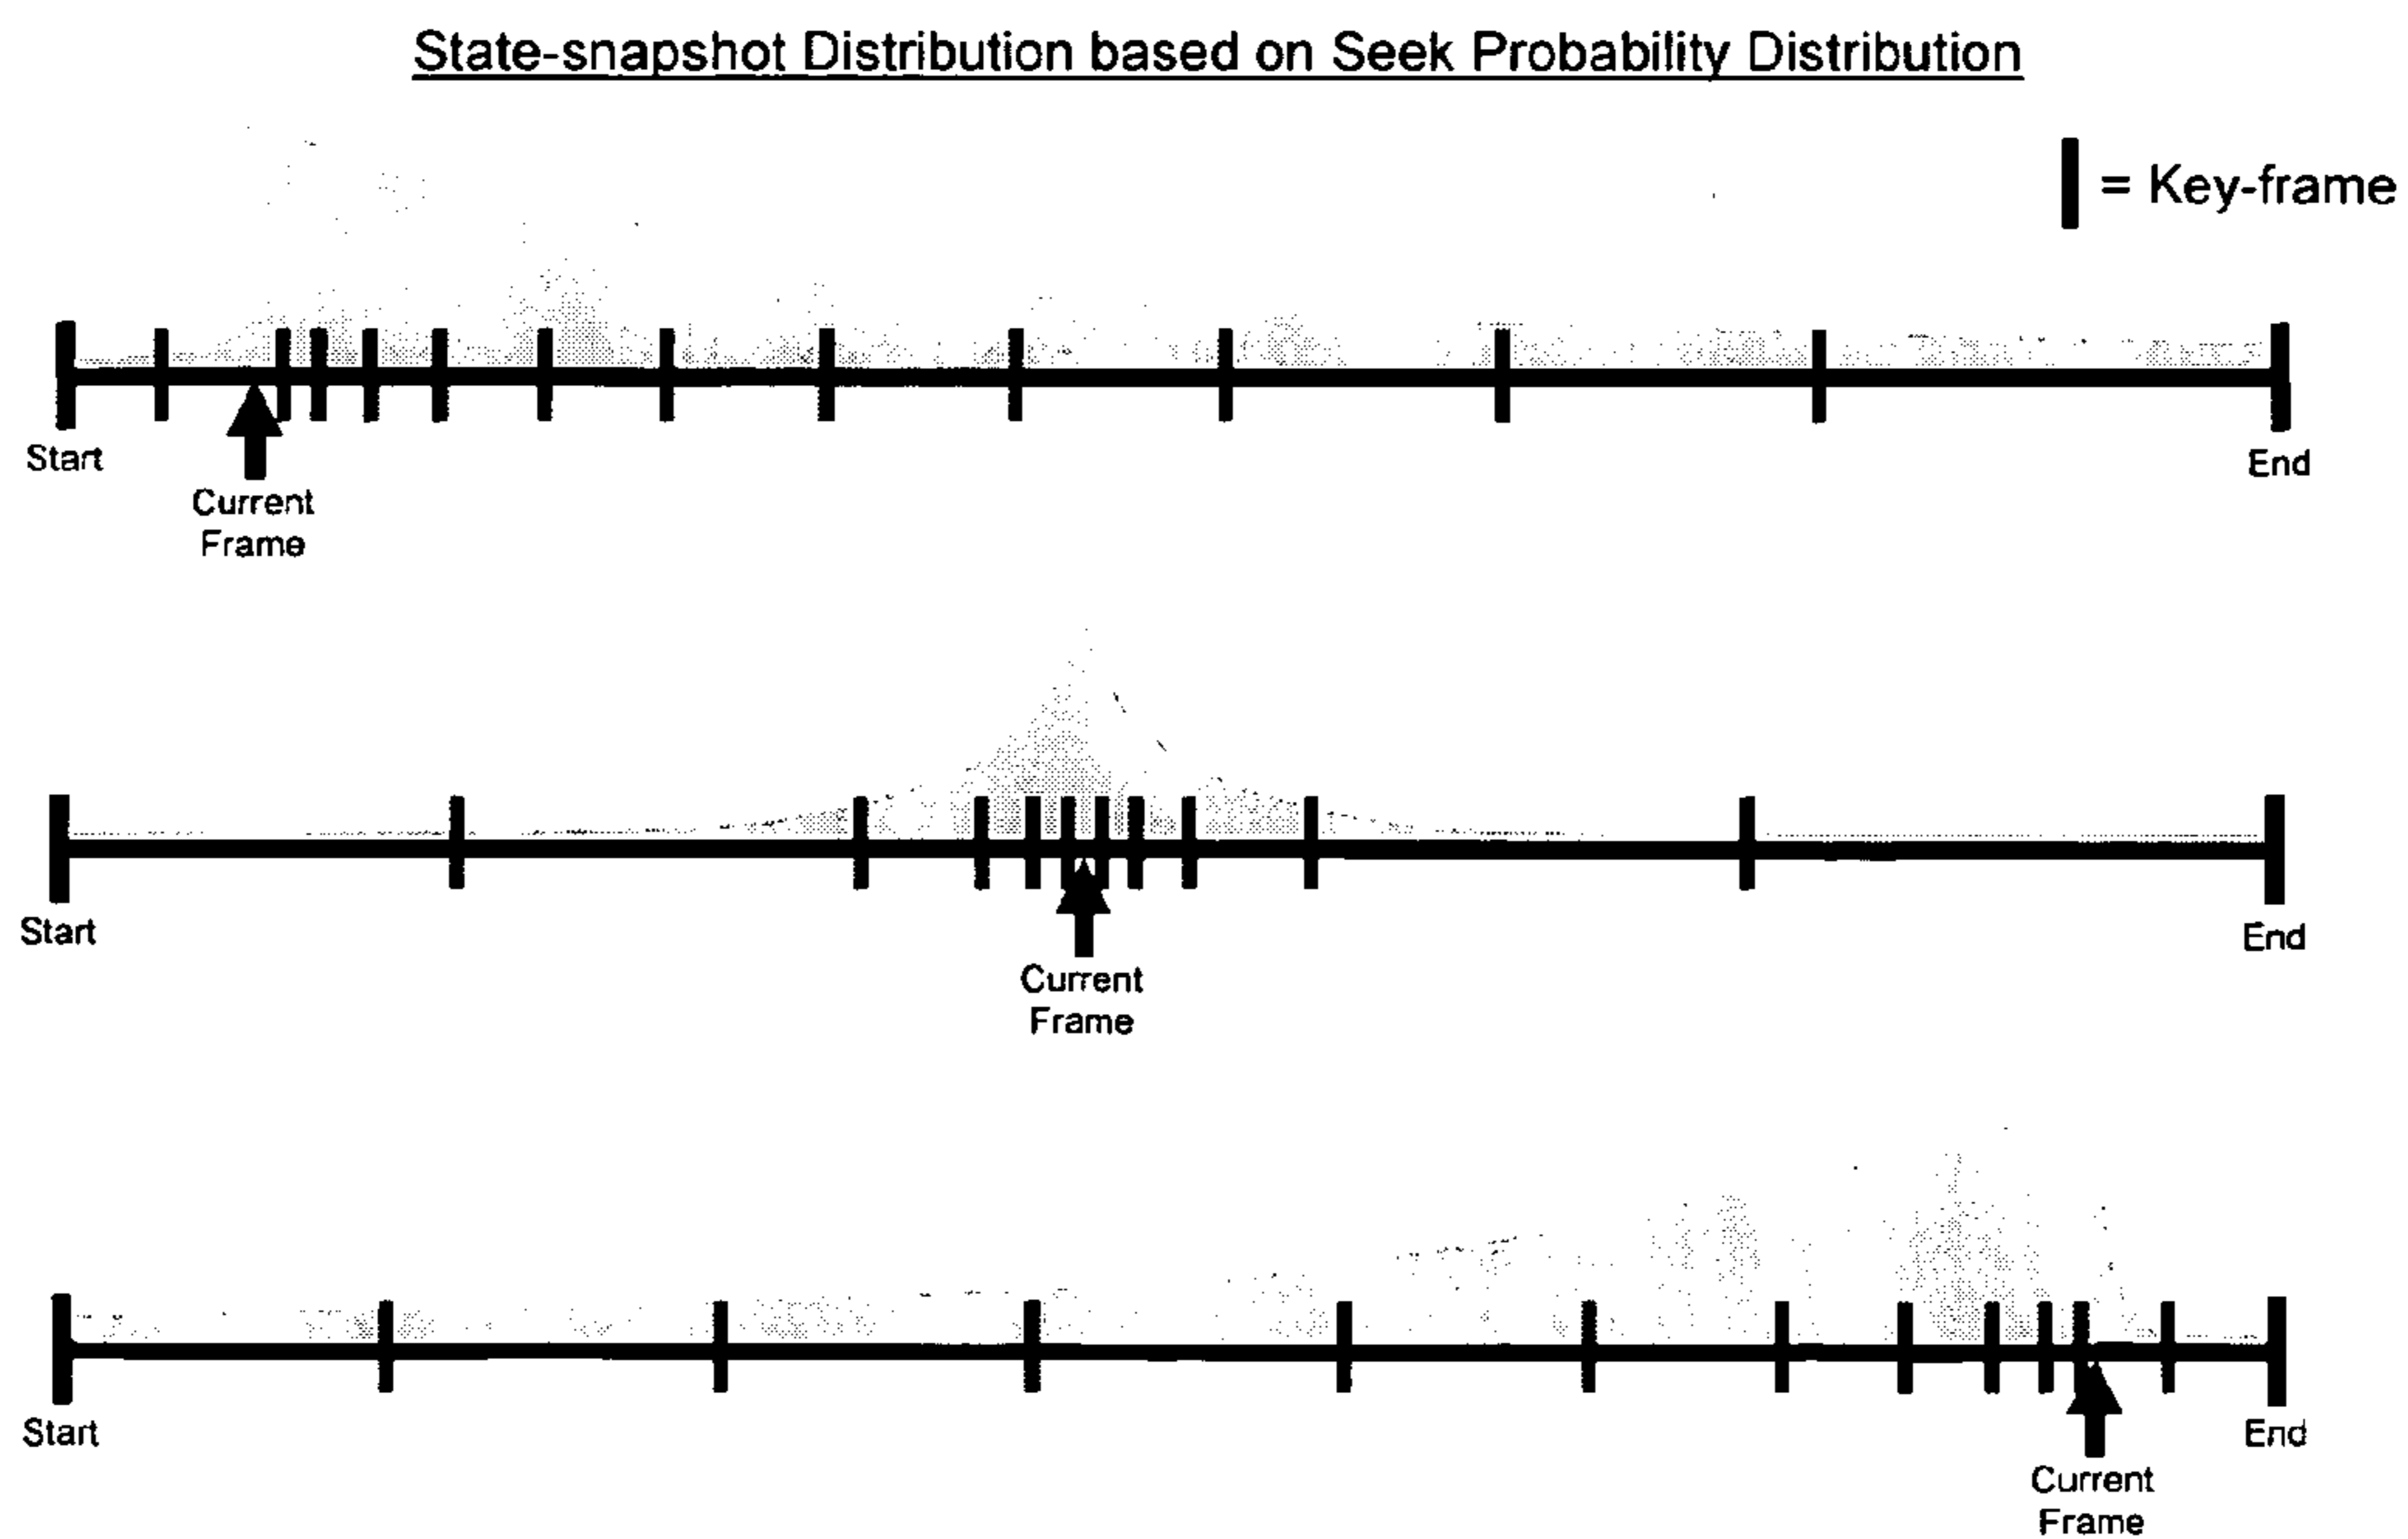 State-snapshot Distribution based on Seek Probability Distribution
= Key-frame
Start
End
Current
Frame
Start
End
Current
Frame
Start
End
Current
Frame